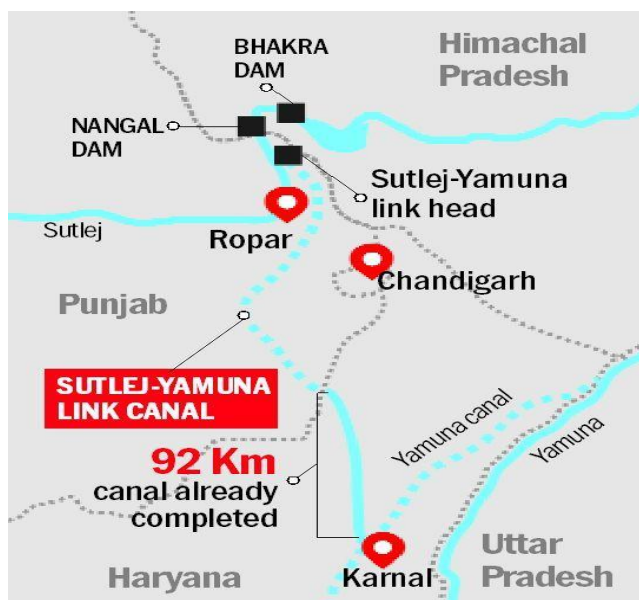 BHAKRA
DAM
Himachal
Pradesh
NANGAL
DAM
Sutlej-Yamuna
link head
Sutlej
Ropar
Chandigarh
Punjab
SUTLEJ-YAMUNA
LINK CANAL
92 Km
canal already
completed
Yamuna canal
Yamuna
Haryana
Karnal
Uttar
Pradesh